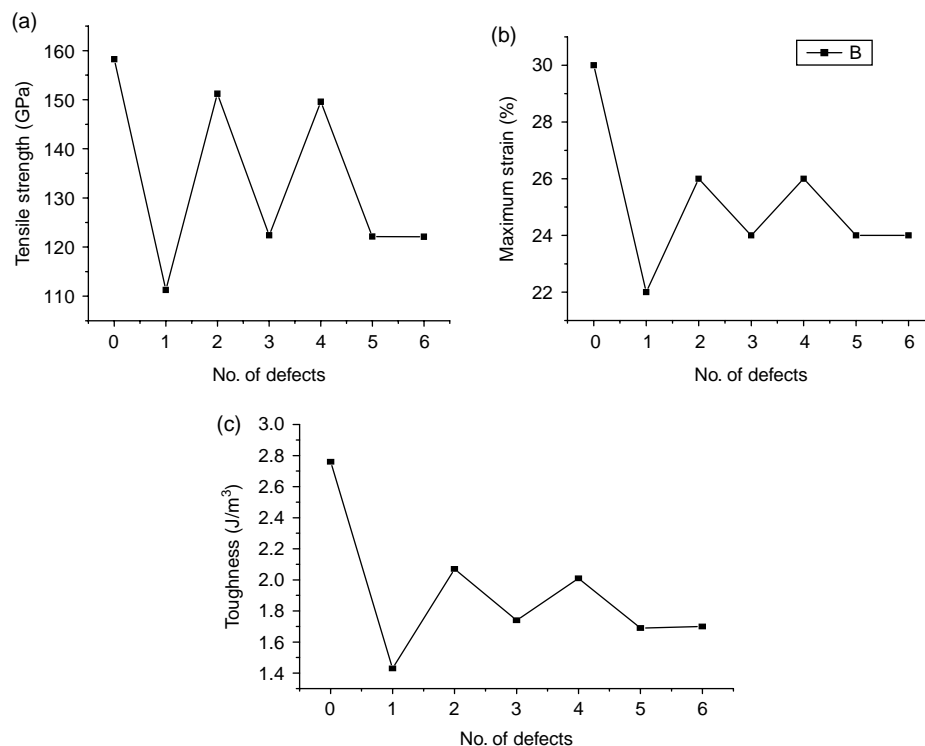 (a)
160
150
140
130
120
110
Tensile strength (GPa)
0 1 2 3 4 5 6
No. of defects
(b)
B
30
28
26
24
22
Maximum strain (%)
0 1 2 3 4 5 6
No. of defects
(c)
3.0
2.8
2.6
2.4
2.2
2.0
1.8
1.6
1.4
Toughness (J/m³)
0 1 2 3 4 5 6
No. of defects